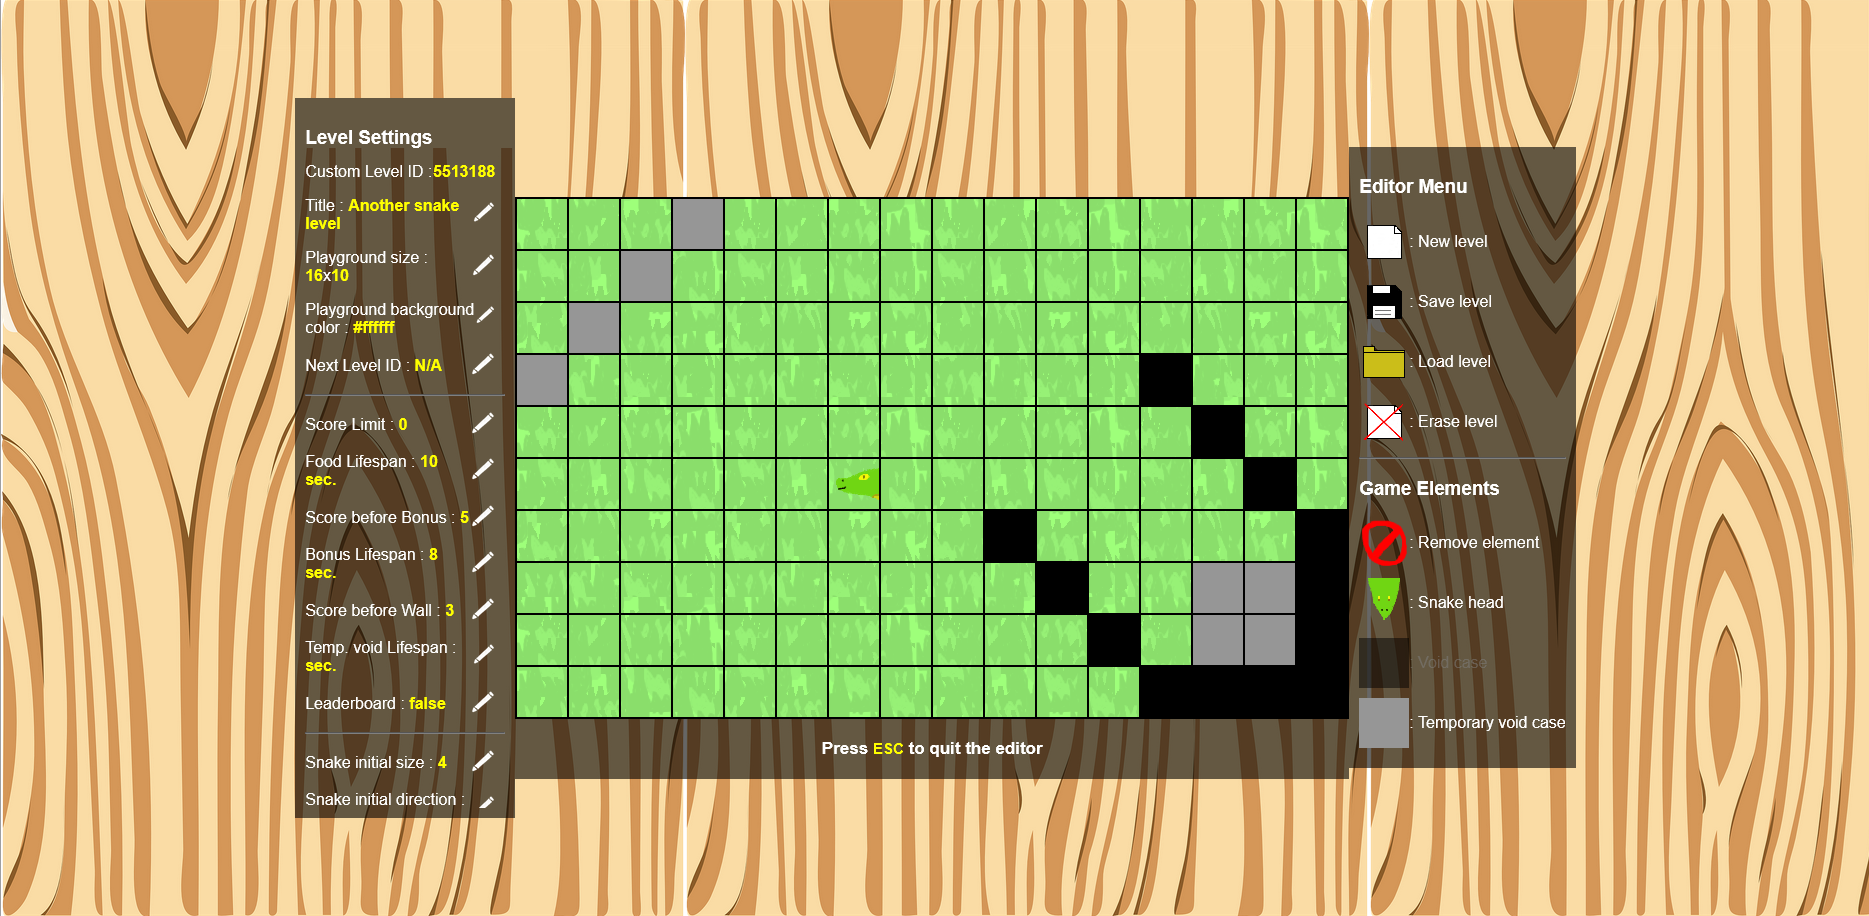 Level Settings
Custom Level ID :5513188
Title : Another snake
level
Playground size :
16x10
Playground background
color : #ffffff
Next Level ID : N/A
Score Limit : 0
Food Lifespan : 10
sec.
Score before Bonus : 5
Bonus Lifespan : 8
sec.
Score before Wall : 3
Temp. void Lifespan :
sec.
Leaderboard : false
Snake initial size : 4
Snake initial direction :
Press ESC to quit the editor
Editor Menu
: New level
: Save level
: Load level
: Erase level
Game Elements
: Remove element
: Snake head
: Void case
: Temporary void case